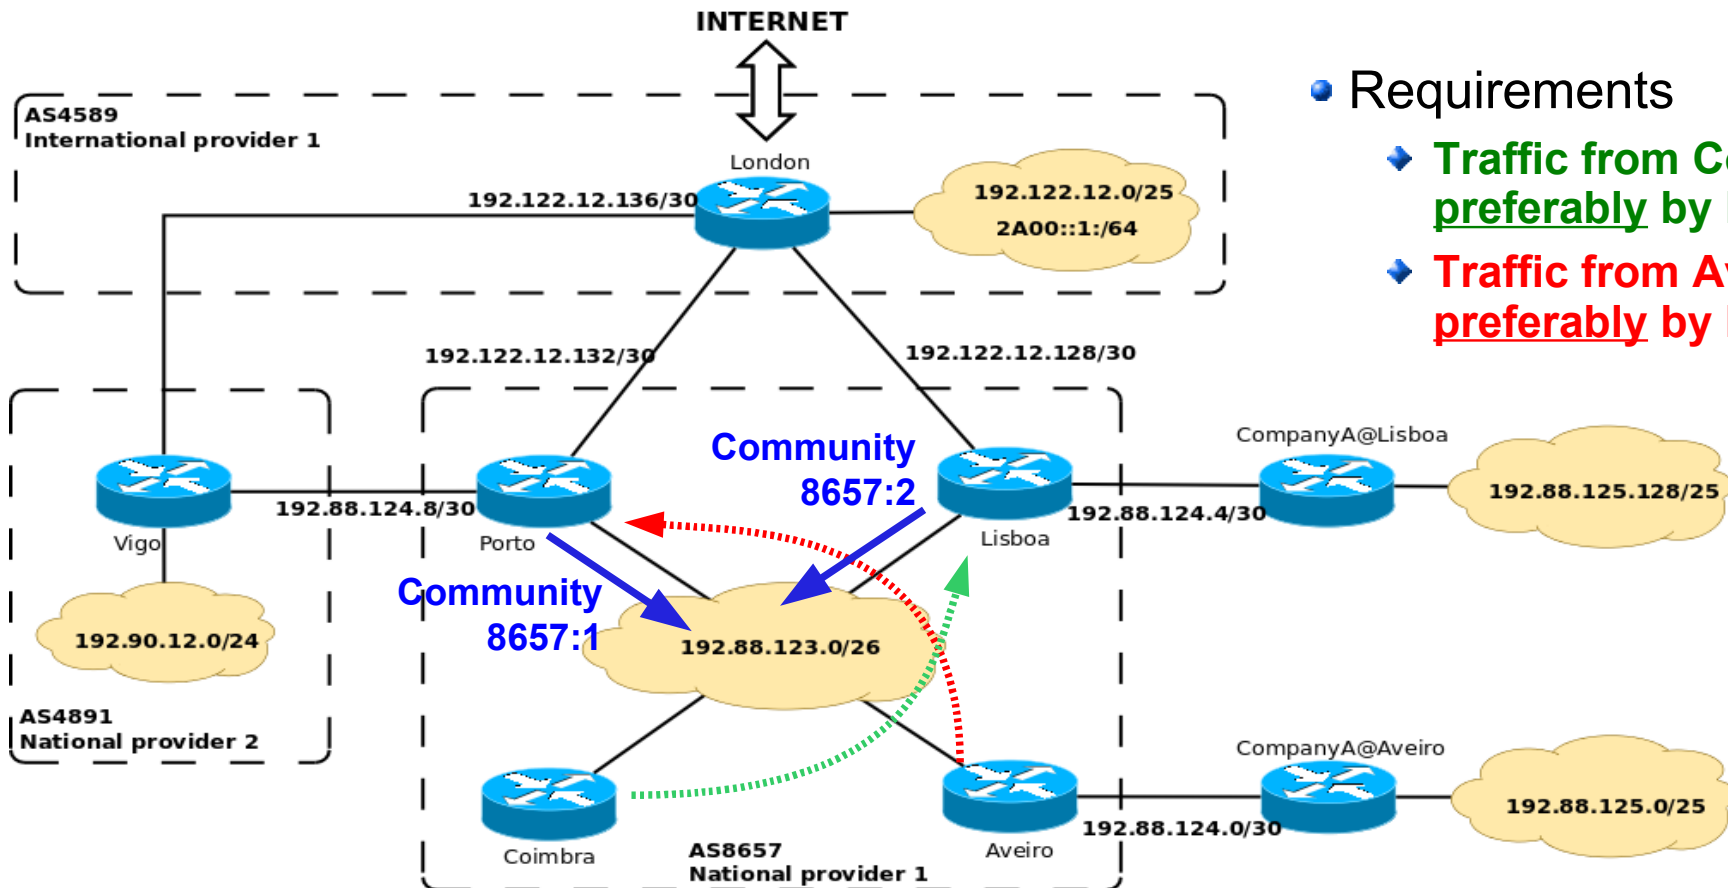 INTERNET
AS4589
International provider 1
London
192.122.12.136/30
192.122.12.0/25
2A00::1:/64
Requirements
Traffic from
preferably by
Traffic from
preferably by
192.122.12.132/30
192.122.12.128/30
Community
8657:2
CompanyA@Lisboa
192.88.125.128/25
192.88.124.8/30
192.88.124.4/30
Vigo
Porto
Lisboa
Community
8657:1
192.90.12.0/24
192.88.123.0/26
AS4891
National provider 2
CompanyA@Aveiro
192.88.125.0/25
192.88.124.0/30
Coimbra
Aveiro
AS8657
National provider 1